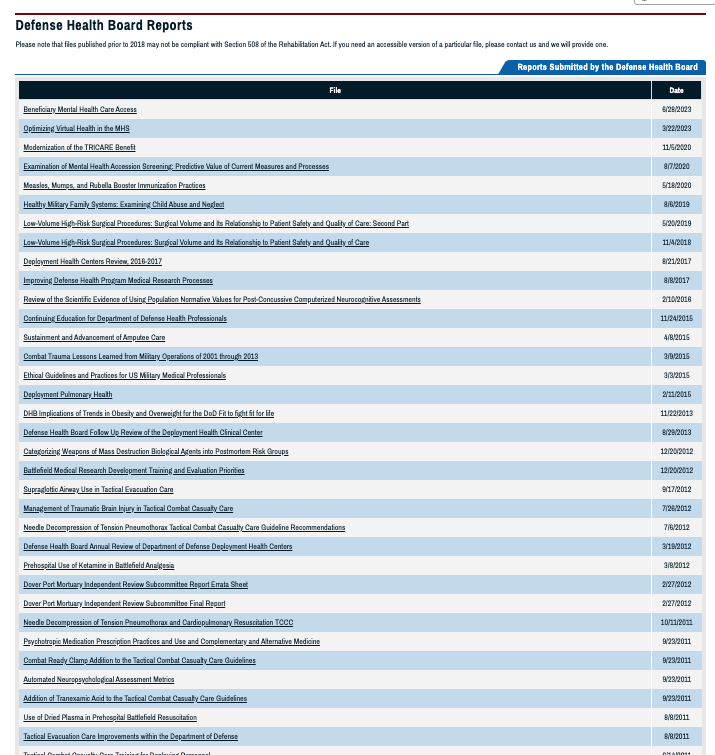 Defense Health Board Reports
Please note that files published prior to 2018 may not be compliant with Section 508 of the Rehabilitation Act. If you need an accessible version of a particular file, please contact us and we will provide one.
Reports Submitted by the Defense Health Board
File Date
Beneficiary Mental Health Care Access 6/28/2023
Optimizing Virtual Health in the MHS 3/22/2023
Modernization of the TRICARE Benefit 11/5/2020
Examination of Mental Health Accession Screening: Predictive Value of Current Measures and Processes 8/7/2020
Measles, Mumps, and Rubella Booster Immunization Practices 5/18/2020
Healthy Military Family Systems: Examining Child Abuse and Neglect 8/6/2019
Low-Volume High-Risk Surgical Procedures: Surgical Volume and Its Relationship to Patient Safety and Quality of Care: Second Part 5/20/2019
Low-Volume High-Risk Surgical Procedures: Surgical Volume and Its Relationship to Patient Safety and Quality of Care 11/4/2018
Deployment Health Centers Review, 2016-2017 8/21/2017
Improving Defense Health Program Medical Research Processes 8/8/2017
Review of the Scientific Evidence of Using Population Normative Values for Post-Concussive Computerized Neurocognitive Assessments 2/10/2016
Continuing Education for Department of Defense Health Professionals 11/24/2015
Sustainment and Advancement of Amputee Care 4/8/2015
Combat Trauma Lessons Learned from Military Operations of 2001 through 2013 3/9/2015
Ethical Guidelines and Practices for US Military Medical Professionals 3/3/2015
Deployment Pulmonary Health 2/11/2015
DHB Implications of Trends in Obesity and Overweight for the DoD Fit to fight fit for life 11/22/2013
Defense Health Board Follow Up Review of the Deployment Health Clinical Center 8/29/2013
Categorizing Weapons of Mass Destruction Biological Agents into Postmortem Risk Groups 12/20/2012
Battlefield Medical Research Development Training and Evaluation Priorities 12/20/2012
Supraglottic Airway Use in Tactical Evacuation Care 9/17/2012
Management of Traumatic Brain Injury in Tactical Combat Casualty Care 7/26/2012
Needle Decompression of Tension Pneumothorax Tactical Combat Casualty Care Guideline Recommendations 7/6/2012
Defense Health Board Annual Review of Department of Defense Deployment Health Centers 3/19/2012
Prehospital Use of Ketamine in Battlefield Analgesia 3/8/2012
Dover Port Mortuary Independent Review Subcommittee Report Errata Sheet 2/27/2012
Dover Port Mortuary Independent Review Subcommittee Final Report 2/27/2012
Needle Decompression of Tension Pneumothorax and Cardiopulmonary Resuscitation TCCC 10/11/2011
Psychotropic Medication Prescription Practices and Use and Complementary and Alternative Medicine 9/23/2011
Combat Ready Clamp Addition to the Tactical Combat Casualty Care Guidelines 9/23/2011
Automated Neuropsychological Assessment Metrics 9/23/2011
Addition of Tranexamic Acid to the Tactical Combat Casualty Care Guidelines 9/23/2011
Use of Dried Plasma in Prehospital Battlefield Resuscitation 8/8/2011
Tactical Evacuation Care Improvements within the Department of Defense 8/8/2011